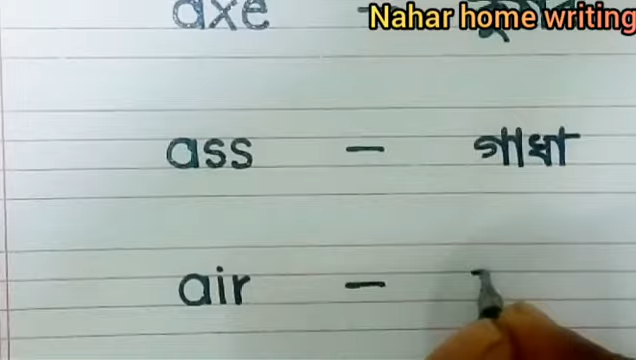 Nahar home writing
axe –
ass – গাধা
air –